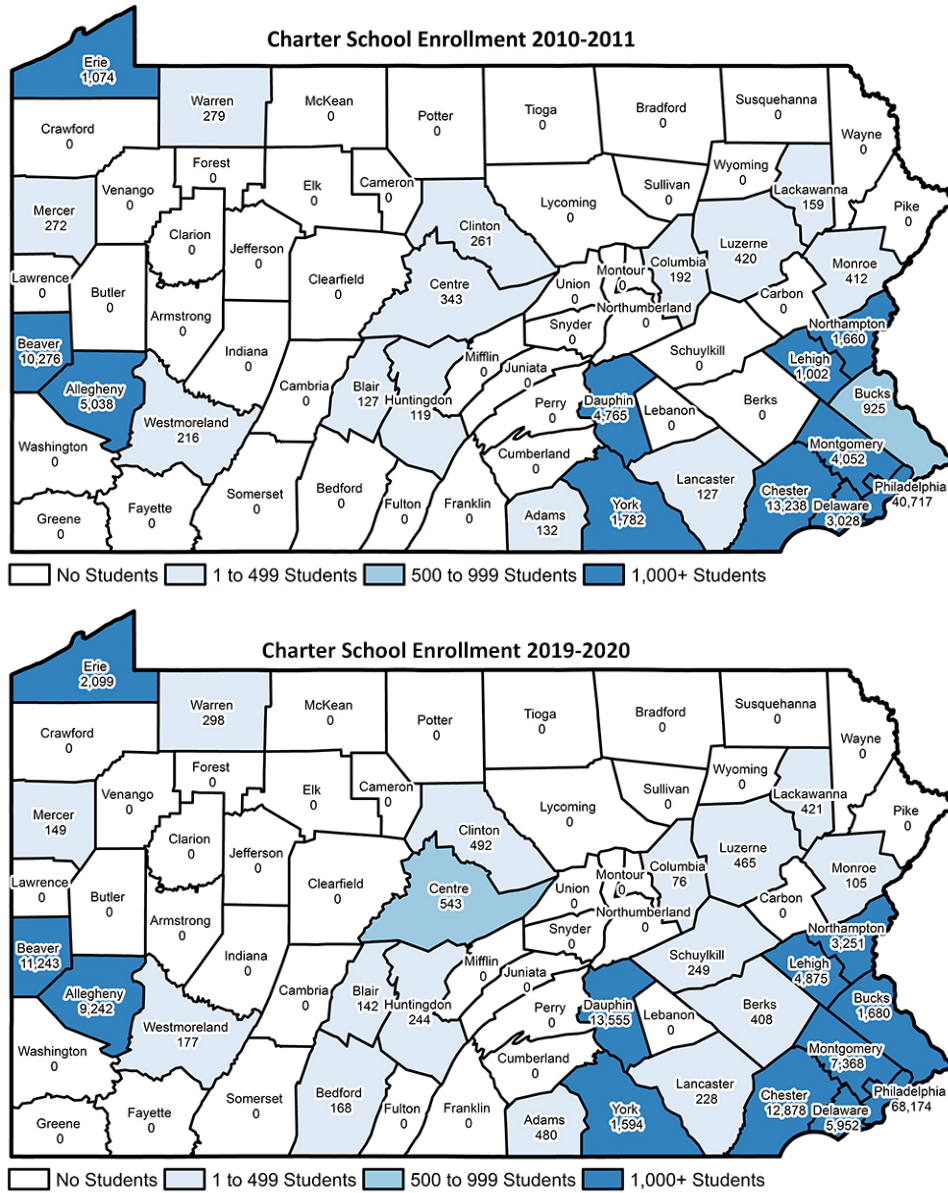 Charter School Enrollment 2010-2011
Erie
1,074
Warren
279
McKean
0
Potter
0
Tioga
0
Bradford
0
Susquehanna
0
Wayne
0
Crawford
0
Forest
0
Venango
0
Elk
0
Cameron
0
Sullivan
0
Wyoming
0
Lackawanna
159
Pike
0
Mercer
272
Clarion
0
Jefferson
0
Clinton
261
Lycoming
0
Clearfield
0
Centre
343
Union
0
Montour
0
Columbia
192
Luzerne
420
Monroe
412
Lawrence
0
Butler
0
Armstrong
0
Northumberland
0
Carbon
0
Snyder
0
Northampton
1,660
Beaver
10,276
Indiana
0
Mifflin
0
Schuylkill
0
Lehigh
1,002
Allegheny
5,038
Cambria
0
Blair
127
Huntingdon
119
Juniata
0
Perry
0
Dauphin
4,765
Lebanon
0
Berks
0
Bucks
925
Westmoreland
216
Montgomery
4,052
Washington
0
Cumberland
0
Lancaster
127
Chester
13,238
Philadelphia
40,717
Delaware
3,028
Greene
0
Fayette
0
Somerset
0
Bedford
0
Fulton
0
Franklin
0
Adams
132
York
1,782
No Students
1 to 499 Students
500 to 999 Students
1,000+ Students
Charter School Enrollment 2019-2020
Erie
2,099
Warren
298
McKean
0
Potter
0
Tioga
0
Bradford
0
Susquehanna
0
Wayne
0
Crawford
0
Forest
0
Venango
0
Elk
0
Cameron
0
Sullivan
0
Wyoming
0
Lackawanna
421
Pike
0
Mercer
149
Clarion
0
Jefferson
0
Clinton
492
Lycoming
0
Clearfield
0
Centre
543
Union
0
Montour
0
Columbia
76
Luzerne
465
Monroe
105
Lawrence
0
Butler
0
Armstrong
0
Northumberland
0
Carbon
0
Snyder
0
Northampton
3,251
Beaver
11,243
Indiana
0
Mifflin
0
Schuylkill
249
Lehigh
4,875
Allegheny
9,242
Cambria
0
Blair
142
Huntingdon
244
Juniata
0
Perry
0
Dauphin
13,555
Lebanon
0
Berks
408
Bucks
1,680
Westmoreland
177
Montgomery
7,368
Washington
0
Cumberland
0
Lancaster
228
Chester
12,878
Philadelphia
68,174
Delaware
5,952
Greene
0
Fayette
0
Somerset
0
Bedford
168
Fulton
0
Franklin
0
Adams
480
York
1,594
No Students
1 to 499 Students
500 to 999 Students
1,000+ Students